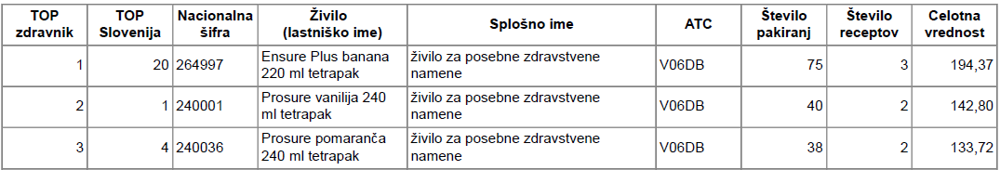 TOP zdravnik | TOP Slovenija | Nacionalna šifra | Živilo (lastniško ime) | Splošno ime | ATC | Število pakiranj | Število receptov | Celotna vrednost
1 | 20 | 264997 | Ensure Plus banana 220 ml tetrapak | živilo za posebne zdravstvene namene | V06DB | 75 | 3 | 194,37
2 | 1 | 240001 | Prosure vanilija 240 ml tetrapak | živilo za posebne zdravstvene namene | V06DB | 40 | 2 | 142,80
3 | 4 | 240036 | Prosure pomaranča 240 ml tetrapak | živilo za posebne zdravstvene namene | V06DB | 38 | 2 | 133,72